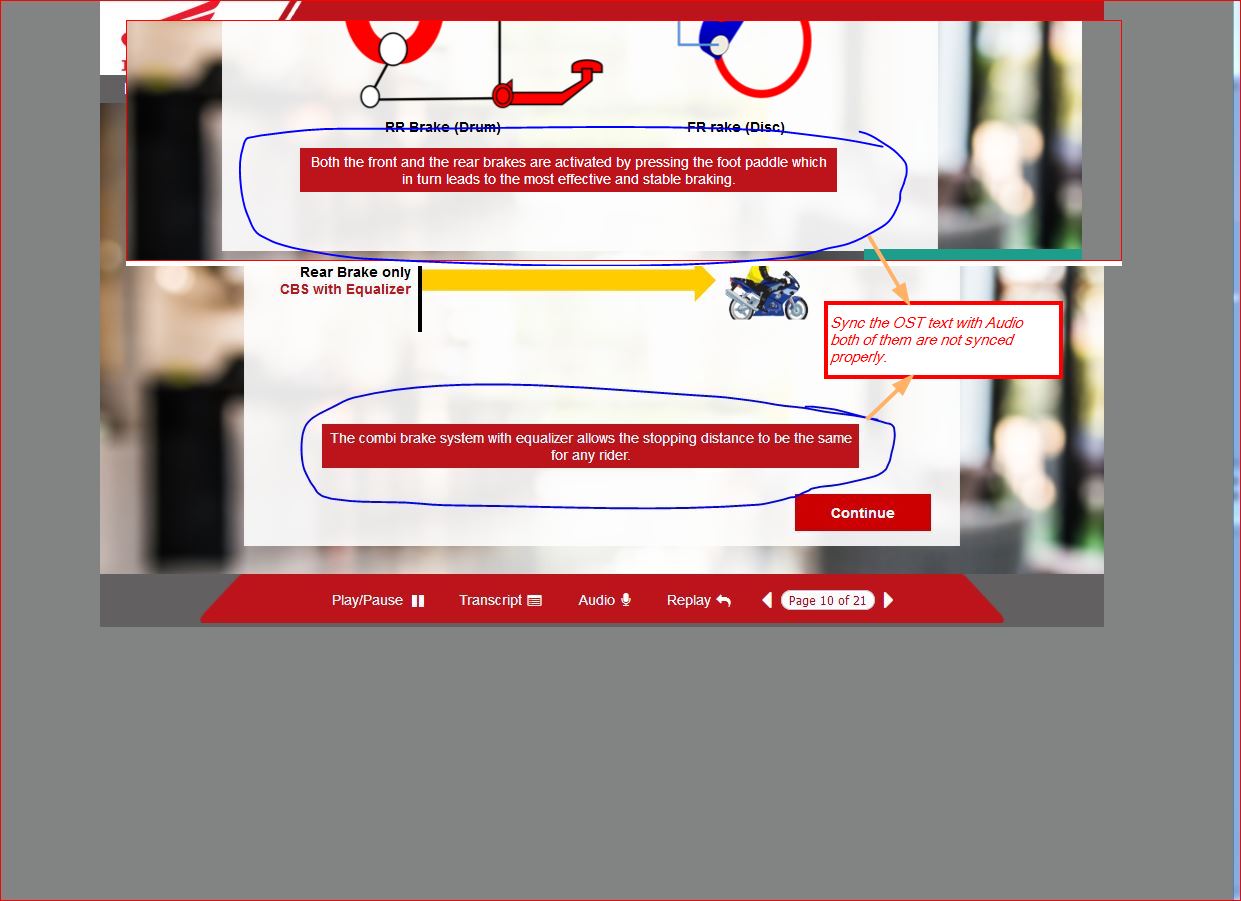 RR Brake (Drum)
FR rake (Disc)
Both the front and the rear brakes are activated by pressing the foot paddle which
in turn leads to the most effective and stable braking.
Rear Brake only
CBS with Equalizer
Sync the OST text with Audio
both of them are not synced
properly.
The combi brake system with equalizer allows the stopping distance to be the same
for any rider.
Continue
Play/Pause
Transcript
Audio
Replay
Page 10 of 21